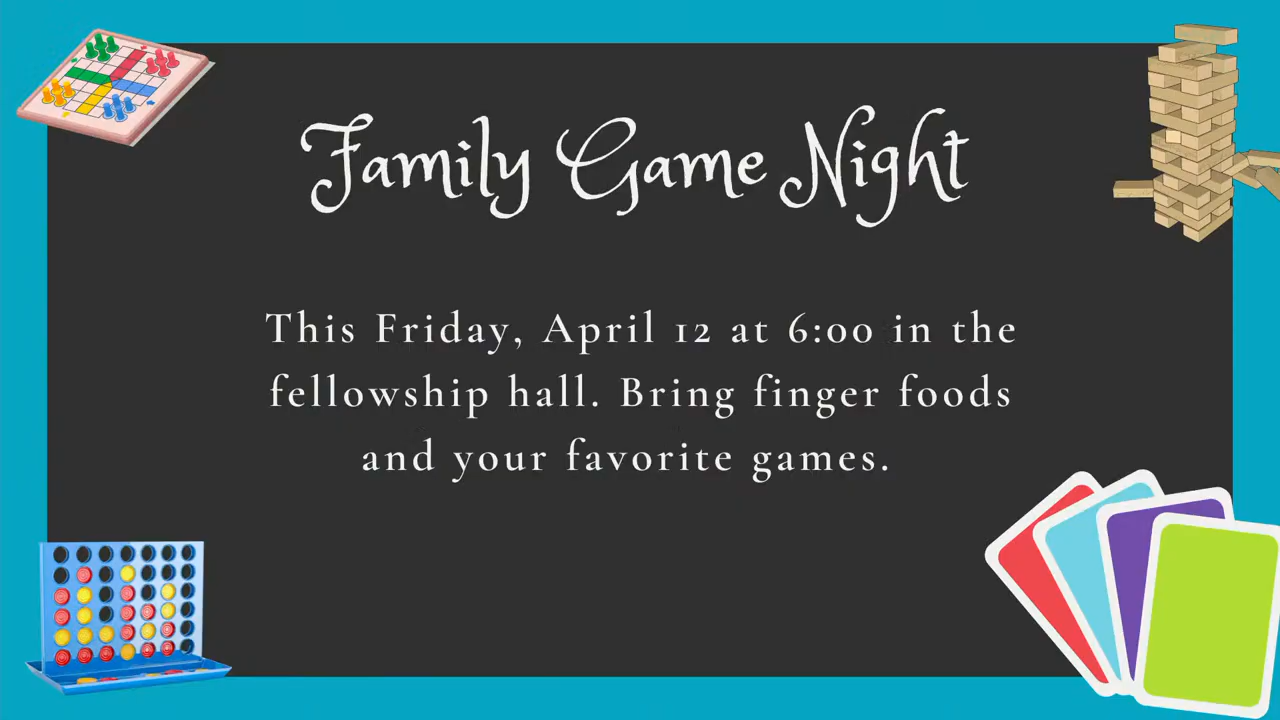 Family Game Night
This Friday, April 12 at 6:00 in the
fellowship hall. Bring finger foods
and your favorite games.